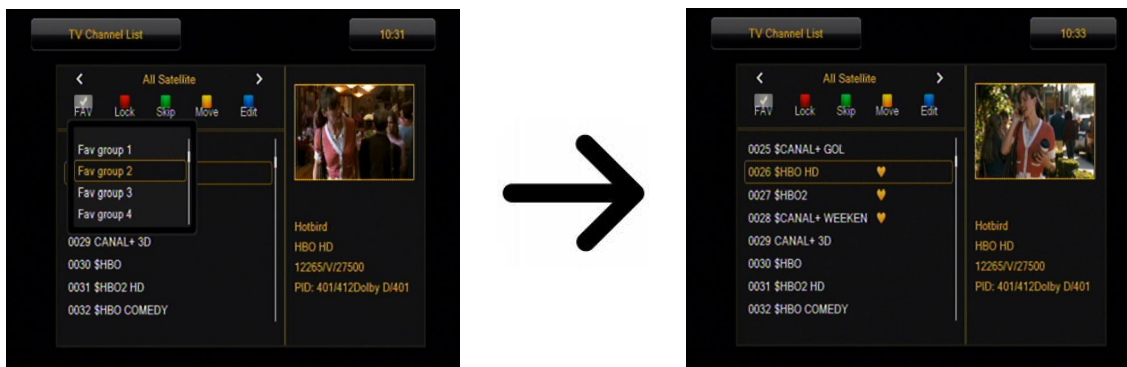 TV Channel List
10:31
All Satellite
FAV Lock Skip Move Edit
Fav group 1
Fav group 2
Fav group 3
Fav group 4
0029 CANAL+ 3D
0030 $HBO
0031 $HBO2 HD
0032 $HBO COMEDY
Hotbird
HBO HD
12265/V/27500
PID: 401/412Dolby D/401
TV Channel List
10:33
All Satellite
FAV Lock Skip Move Edit
0025 $CANAL+ GOL
0026 $HBO HD
0027 $HBO2
0028 $CANAL+ WEEKEN
0029 CANAL+ 3D
0030 $HBO
0031 $HBO2 HD
0032 $HBO COMEDY
Hotbird
HBO HD
12265/V/27500
PID: 401/412Dolby D/401